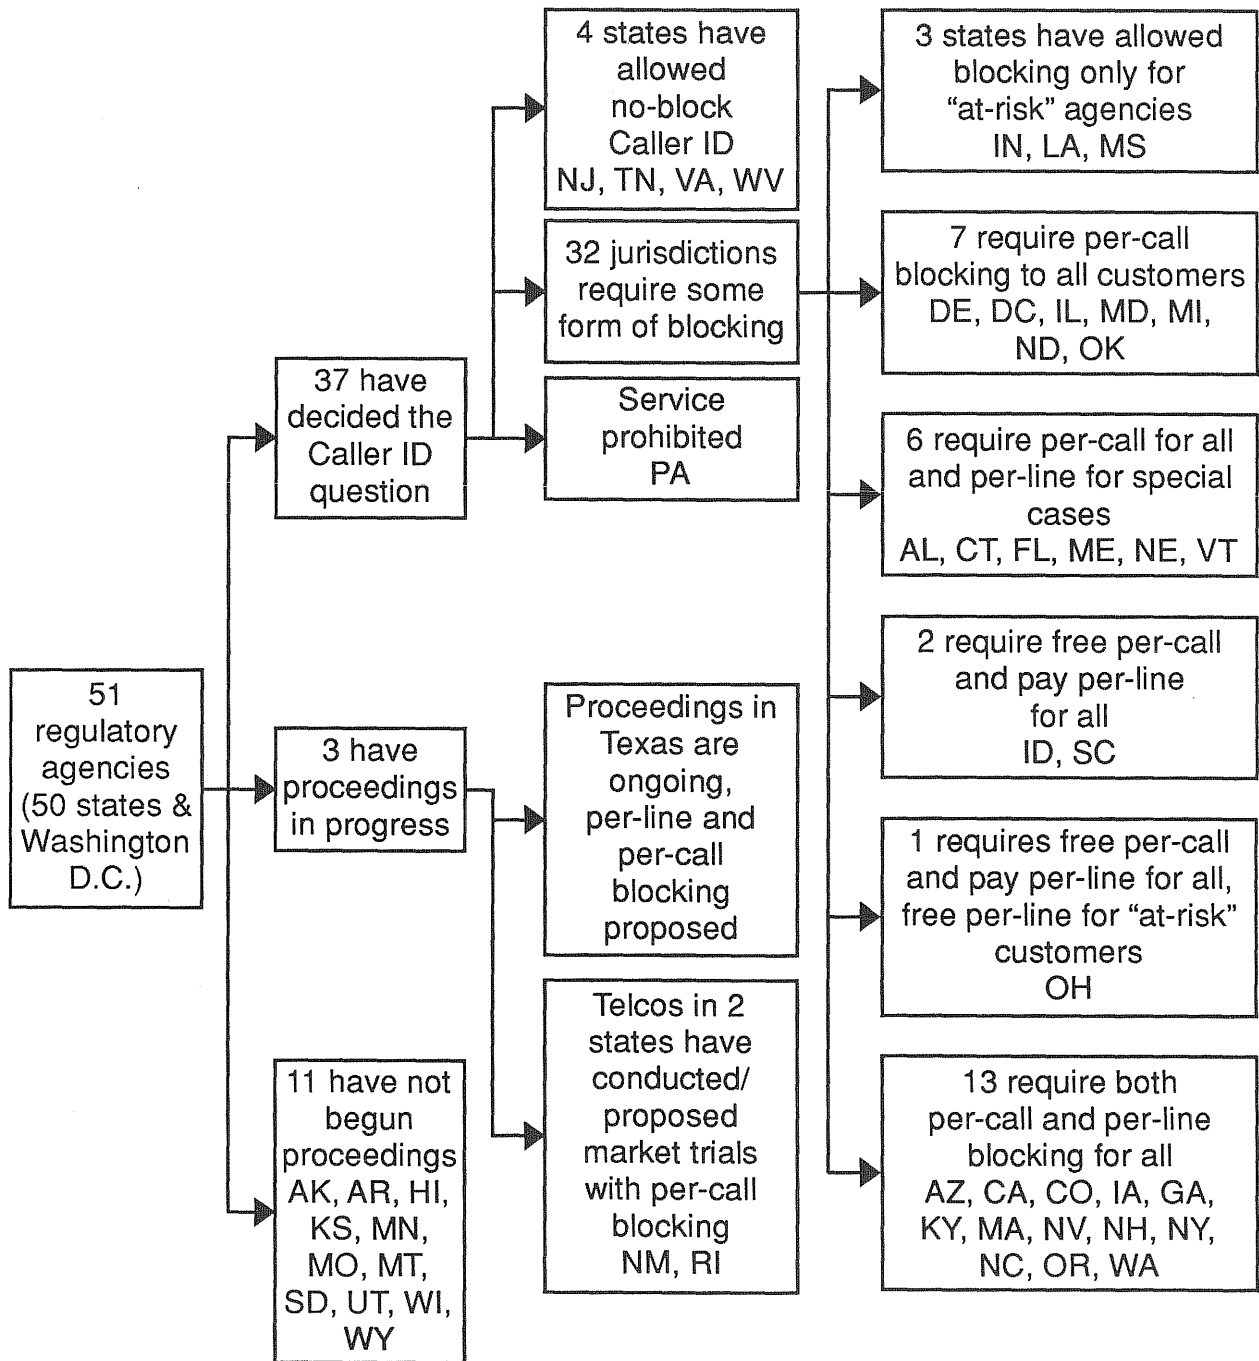 51
regulatory
agencies
(50 states &
Washington
D.C.)
37 have
decided the
Caller ID
question
3 have
proceedings
in progress
11 have not
begun
proceedings
AK, AR, HI,
KS, MN,
MO, MT,
SD, UT, WI,
WY
4 states have
allowed
no-block
Caller ID
NJ, TN, VA, WV
32 jurisdictions
require some
form of blocking
Service
prohibited
PA
Proceedings in
Texas are
ongoing,
per-line and
per-call
blocking
proposed
Telcos in 2
states have
conducted/
proposed
market trials
with per-call
blocking
NM, RI
3 states have allowed
blocking only for
“at-risk” agencies
IN, LA, MS
7 require per-call
blocking to all customers
DE, DC, IL, MD, MI,
ND, OK
6 require per-call for all
and per-line for special
cases
AL, CT, FL, ME, NE, VT
2 require free per-call
and pay per-line
for all
ID, SC
1 requires free per-call
and pay per-line for all,
free per-line for “at-risk”
customers
OH
13 require both
per-call and per-line
blocking for all
AZ, CA, CO, IA, GA,
KY, MA, NV, NH, NY,
NC, OR, WA